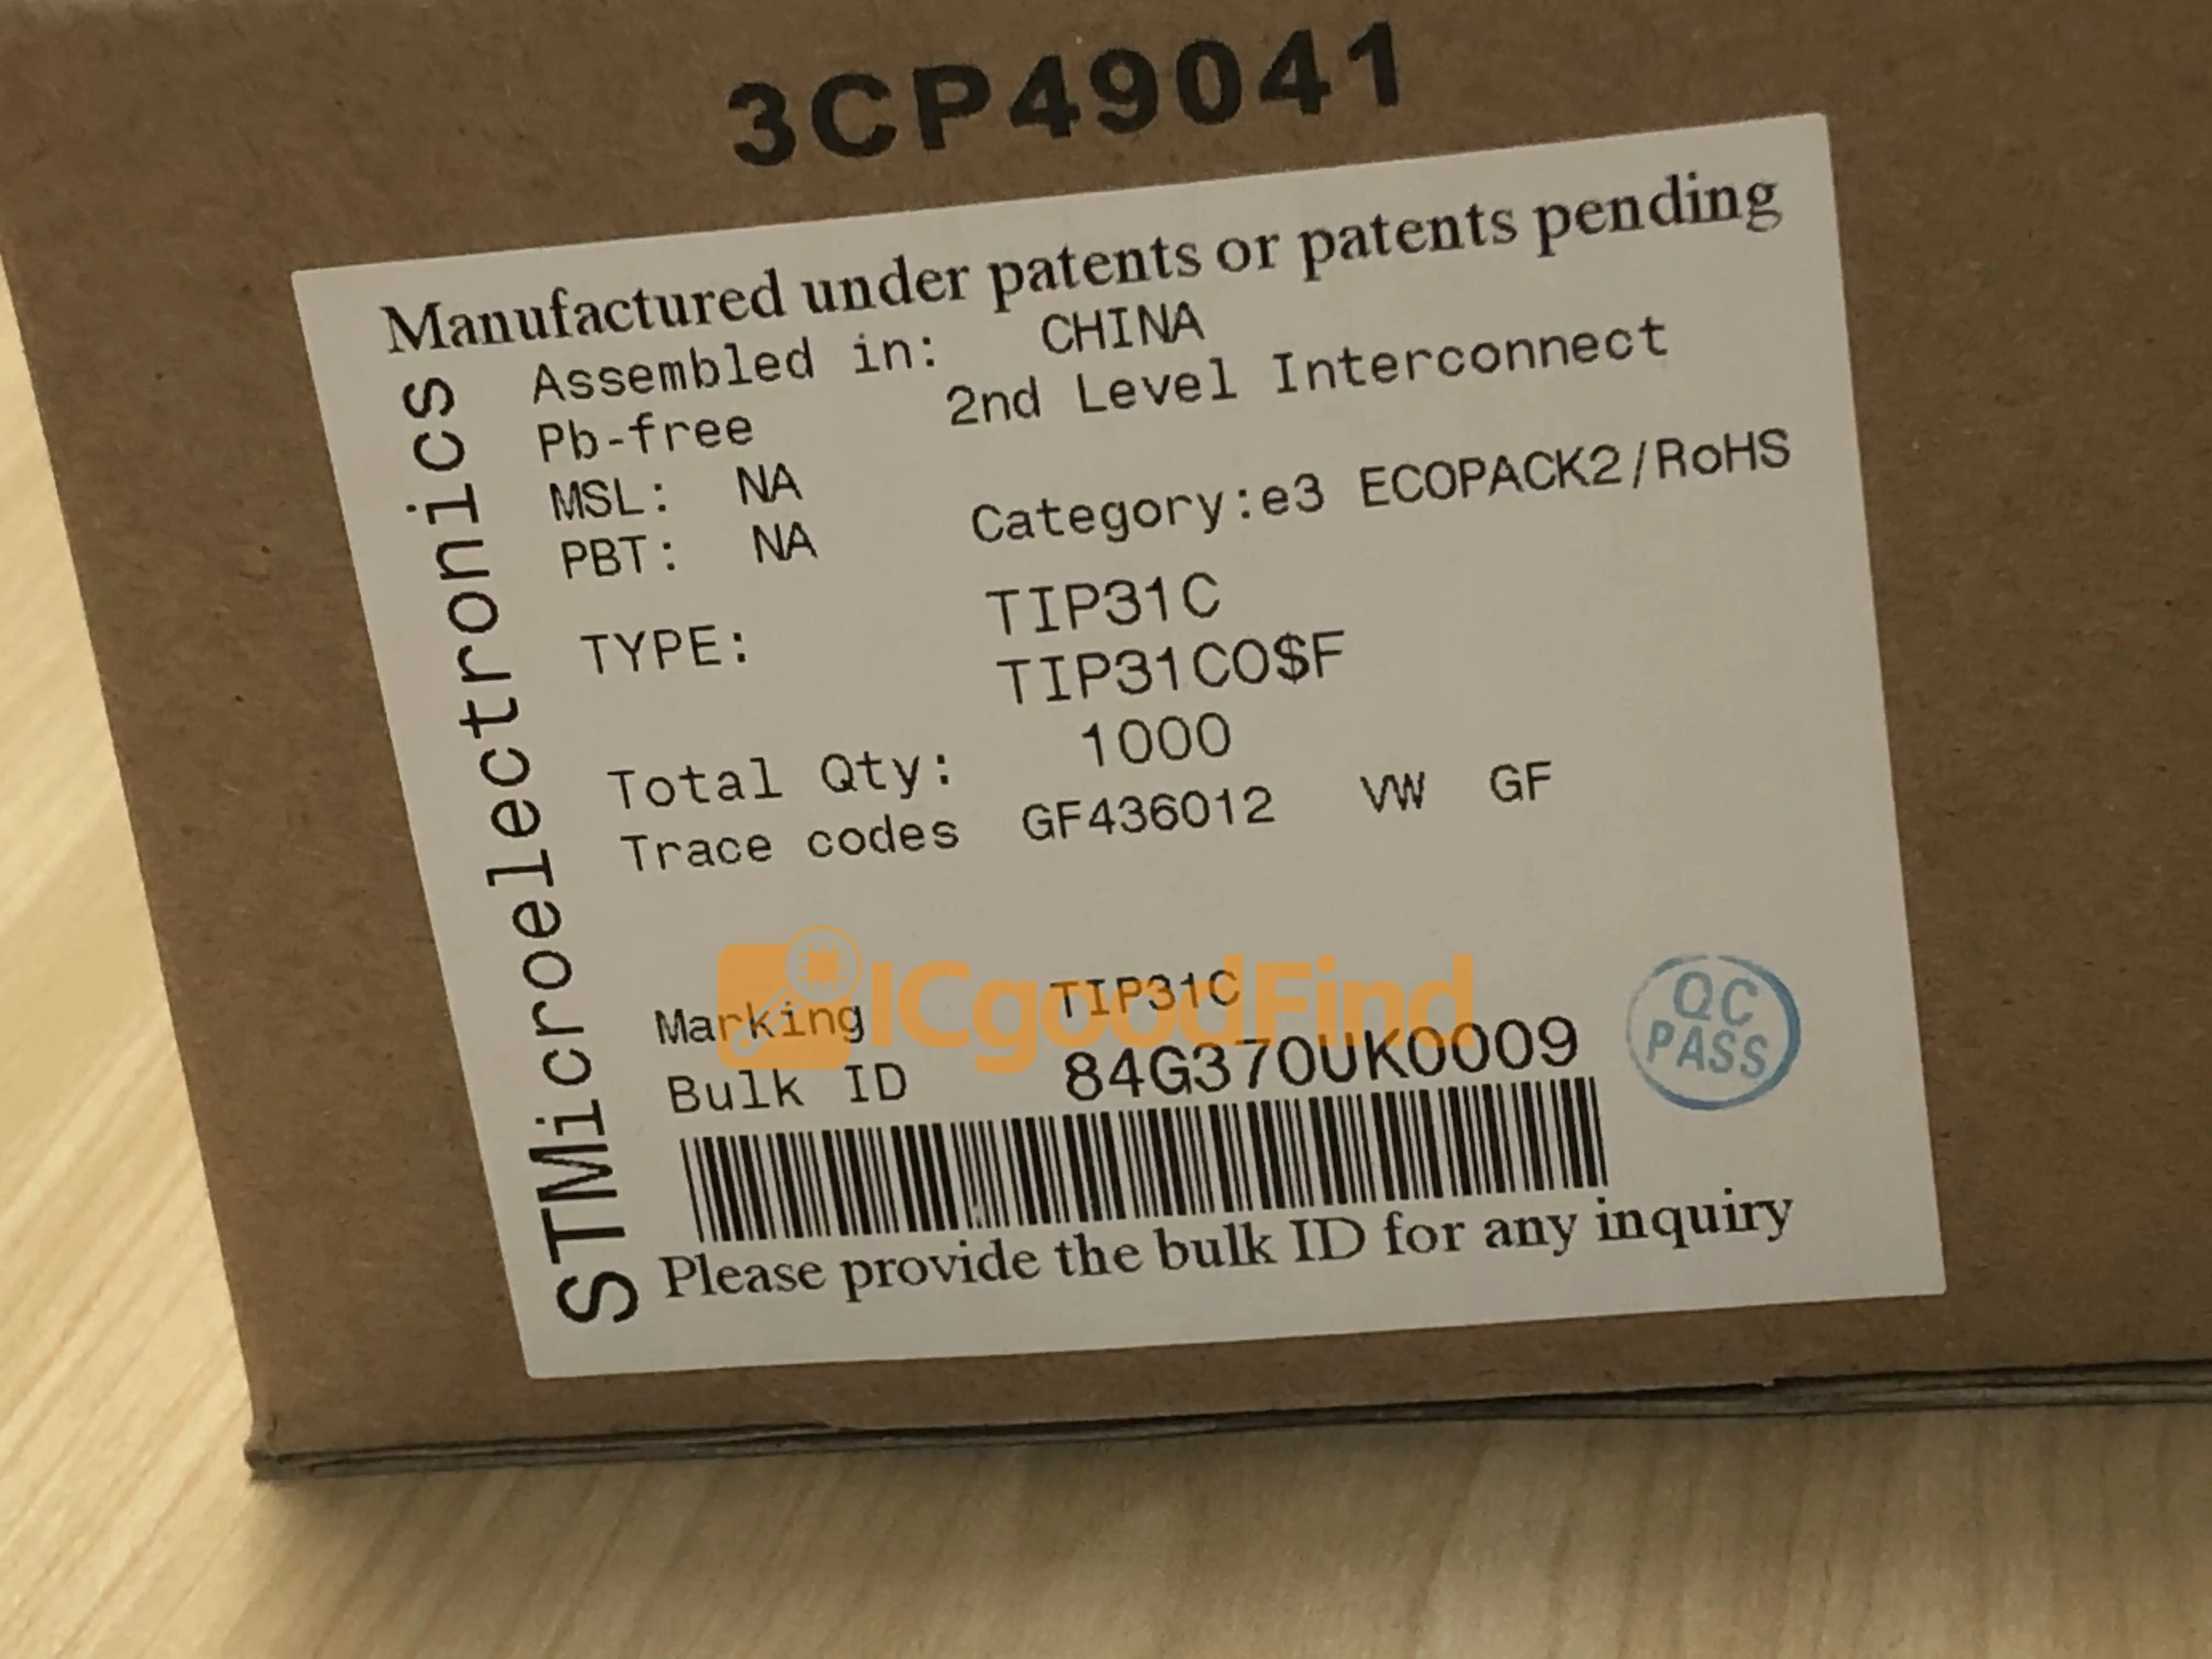 3CP49041
Manufactured under patents or patents pending
STMicroelectronics
Assembled in: CHINA
Pb-free 2nd Level Interconnect
MSL: NA
PBT: NA Category:e3 ECOPACK2/RoHS
TYPE: TIP31C
TIP31CO$F
Total Qty: 1000
Trace codes GF436012 VW GF
ICgoodFind
Marking TIP31C
Bulk ID 84G370UK0009
QC
PASS
Please provide the bulk ID for any inquiry